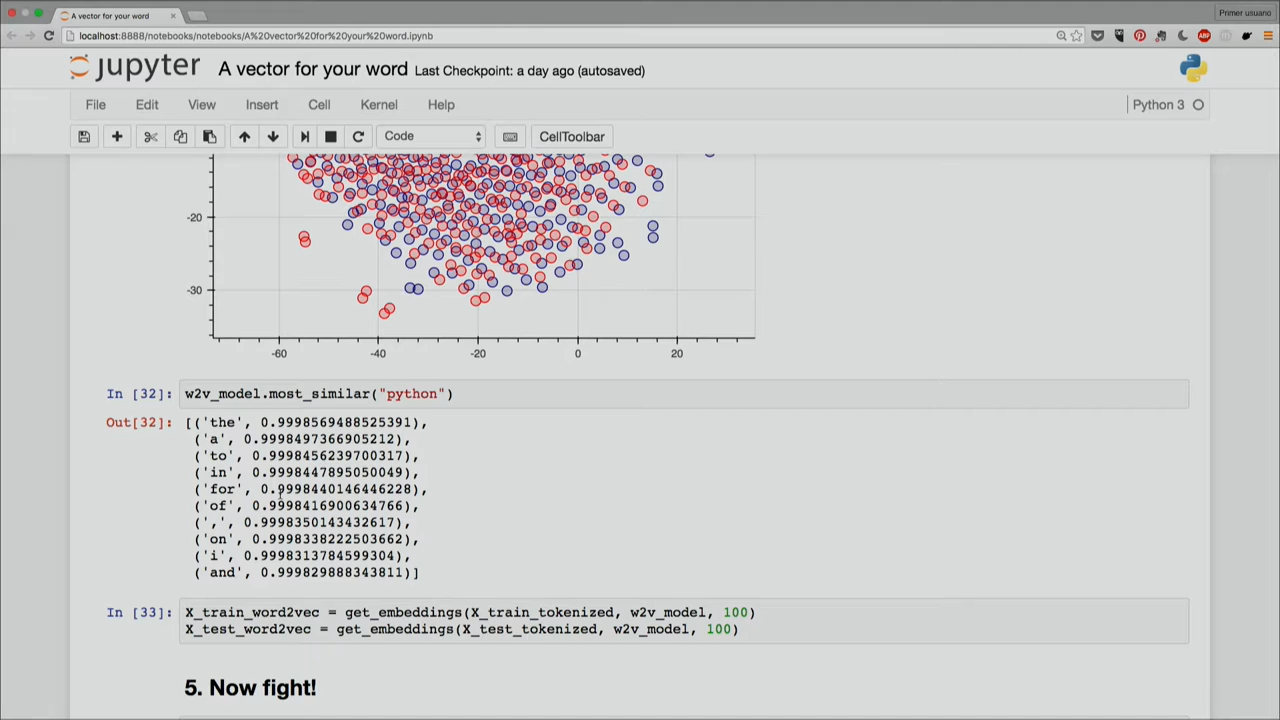 A vector for your word
Primer usuario
localhost:8888/notebooks/notebooks/A%20vector%20for%20your%20word.ipynb
ABP
jupyter A vector for your word Last Checkpoint: a day ago (autosaved)
File Edit View Insert Cell Kernel Help Python 3
Code CellToolbar
-20
-30
-60 -40 -20 0 20
In [32]: w2v_model.most_similar("python")
Out[32]: [('the', 0.9998569488525391),
('a', 0.9998497366905212),
('to', 0.9998456239700317),
('in', 0.9998447895050049),
('for', 0.9998440146446228),
('of', 0.9998416900634766),
(',', 0.9998350143432617),
('on', 0.9998338222503662),
('i', 0.9998313784599304),
('and', 0.999829888343811)]
In [33]: X_train_word2vec = get_embeddings(X_train_tokenized, w2v_model, 100)
X_test_word2vec = get_embeddings(X_test_tokenized, w2v_model, 100)
5. Now fight!